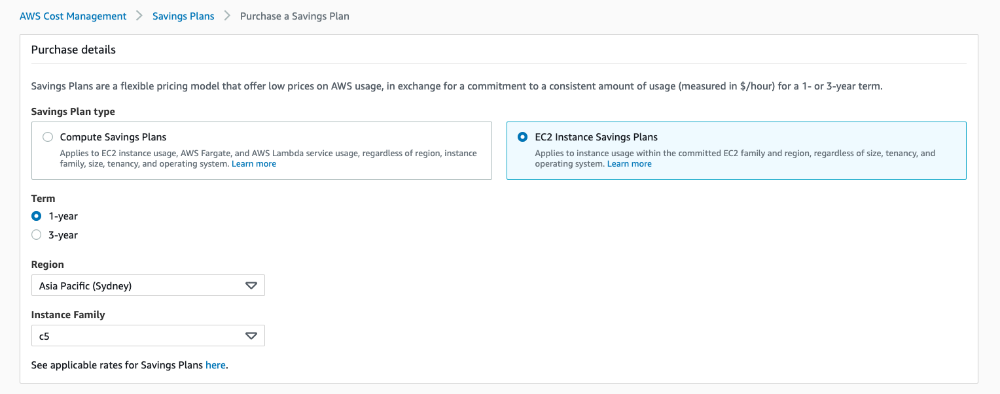 AWS Cost Management > Savings Plans > Purchase a Savings Plan
Purchase details
Savings Plans are a flexible pricing model that offer low prices on AWS usage, in exchange for a commitment to a consistent amount of usage (measured in $/hour) for a 1- or 3-year term.
Savings Plan type
Compute Savings Plans
Applies to EC2 instance usage, AWS Fargate, and AWS Lambda service usage, regardless of region, instance
family, size, tenancy, and operating system. Learn more
EC2 Instance Savings Plans
Applies to instance usage within the committed EC2 family and region, regardless of size, tenancy, and
operating system. Learn more
Term
1-year
3-year
Region
Asia Pacific (Sydney)
Instance Family
c5
See applicable rates for Savings Plans here.